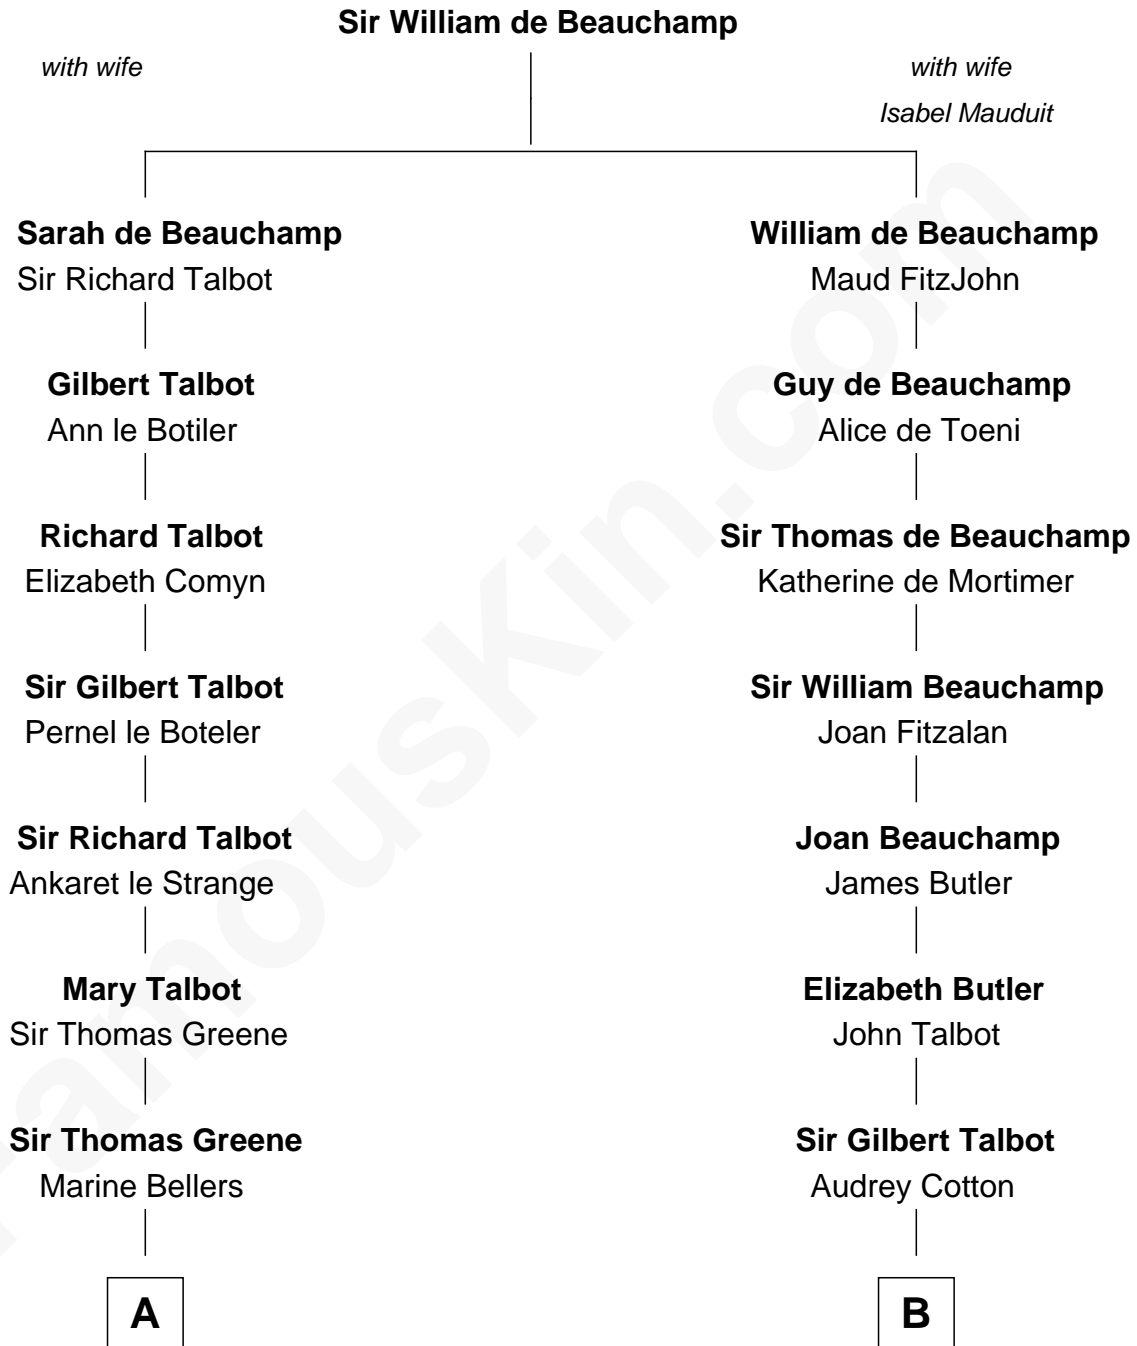 Sir William de Beauchamp
with wife
with wife
Isabel Mauduit
Sarah de Beauchamp
Sir Richard Talbot
William de Beauchamp
Maud FitzJohn
Gilbert Talbot
Ann le Botiler
Guy de Beauchamp
Alice de Toeni
Richard Talbot
Elizabeth Comyn
Sir Thomas de Beauchamp
Katherine de Mortimer
Sir Gilbert Talbot
Pernel le Boteler
Sir William Beauchamp
Joan Fitzalan
Sir Richard Talbot
Ankaret le Strange
Joan Beauchamp
James Butler
Mary Talbot
Sir Thomas Greene
Elizabeth Butler
John Talbot
Sir Thomas Greene
Marine Bellers
Sir Gilbert Talbot
Audrey Cotton
A
B
FamousKin.com